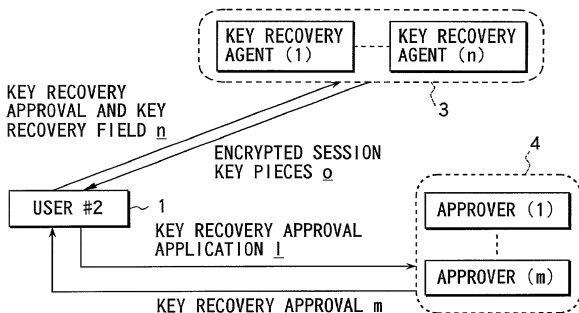 KEY RECOVERY
AGENT (1)
KEY RECOVERY
AGENT (n)
3
KEY RECOVERY
APPROVAL AND KEY
RECOVERY FIELD n
ENCRYPTED SESSION
KEY PIECES o
4
USER #2
1
APPROVER (1)
KEY RECOVERY APPROVAL
APPLICATION l
APPROVER (m)
KEY RECOVERY APPROVAL m